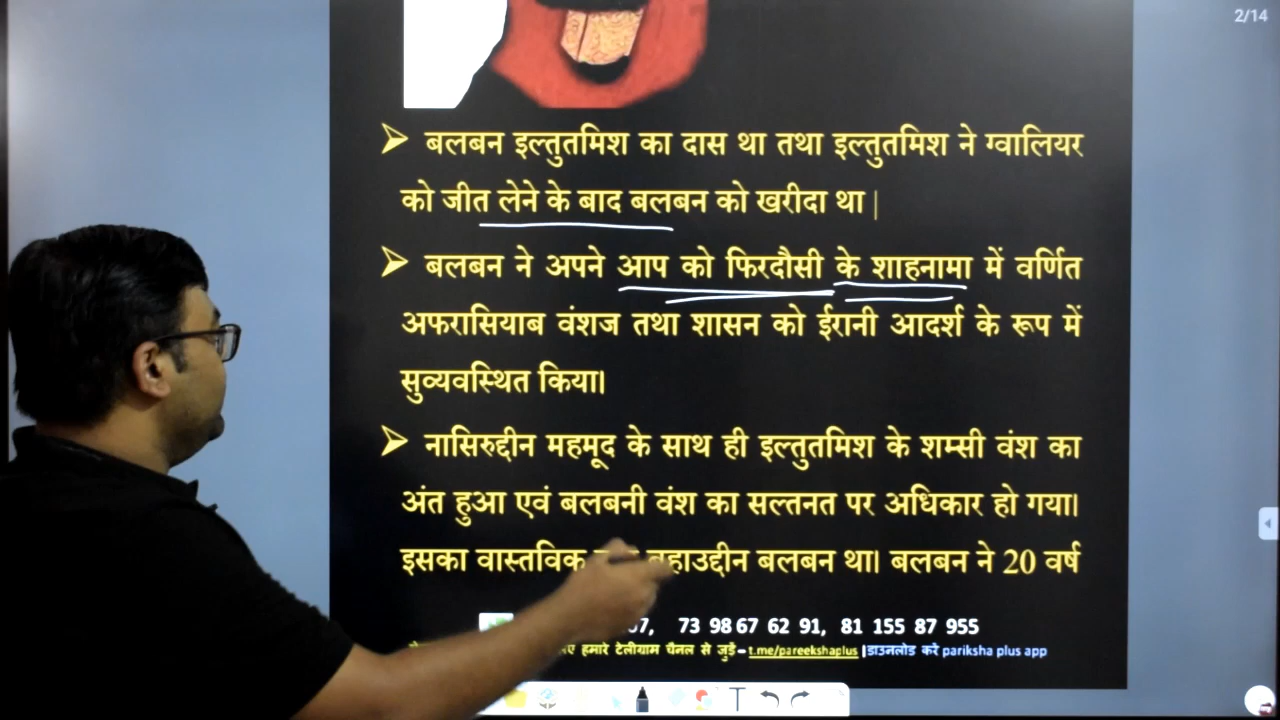 2/14
➤ बलबन इल्तुतमिश का दास था तथा इल्तुतमिश ने ग्वालियर
को जीत लेने के बाद बलबन को खरीदा था |
➤ बलबन ने अपने आप को फिरदौसी के शाहनामा में वर्णित
अफरासियाब वंशज तथा शासन को ईरानी आदर्श के रूप में
सुव्यवस्थित किया।
➤ नासिरुद्दीन महमूद के साथ ही इल्तुतमिश के शम्सी वंश का
अंत हुआ एवं बलबनी वंश का सल्तनत पर अधिकार हो गया।
इसका वास्तविक बहाउद्दीन बलबन था। बलबन ने 20 वर्ष
73 98 67 62 91, 81 155 87 955
हमारे टेलीग्राम चैनल से जुड़ें– t.me/pareekshaplus |डाउनलोड करें pariksha plus app
T